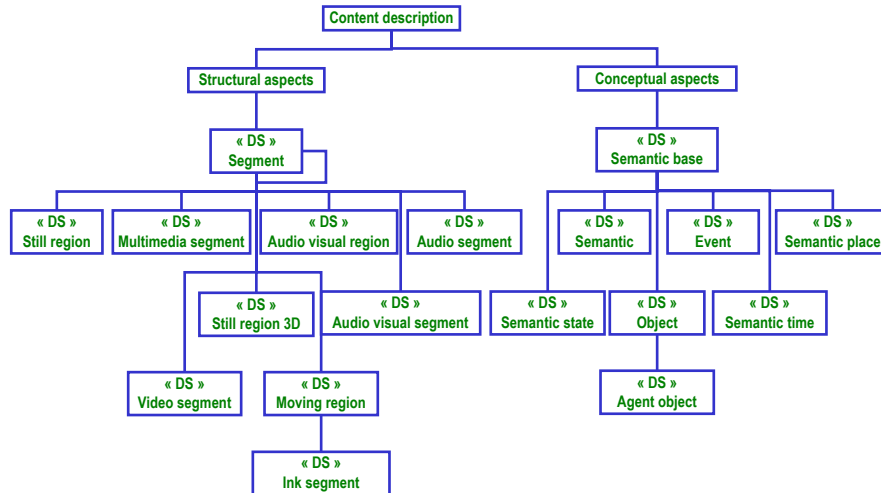 Content description
Structural aspects
Conceptual aspects
« DS »
Segment
« DS »
Semantic base
« DS »
Still region
« DS »
Multimedia segment
« DS »
Audio visual region
« DS »
Audio segment
« DS »
Semantic
« DS »
Event
« DS »
Semantic place
« DS »
Still region 3D
« DS »
Audio visual segment
« DS »
Semantic state
« DS »
Object
« DS »
Semantic time
« DS »
Video segment
« DS »
Moving region
« DS »
Agent object
« DS »
Ink segment